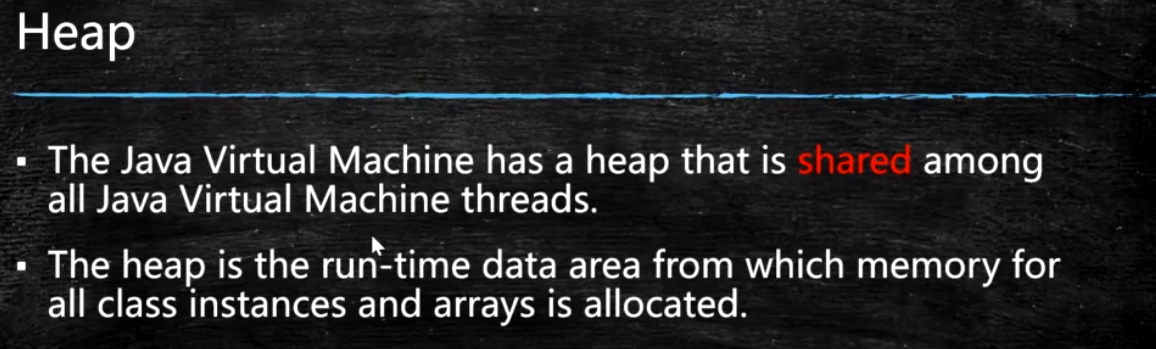 Heap
▪ The Java Virtual Machine has a heap that is shared among
all Java Virtual Machine threads.
▪ The heap is the run-time data area from which memory for
all class instances and arrays is allocated.